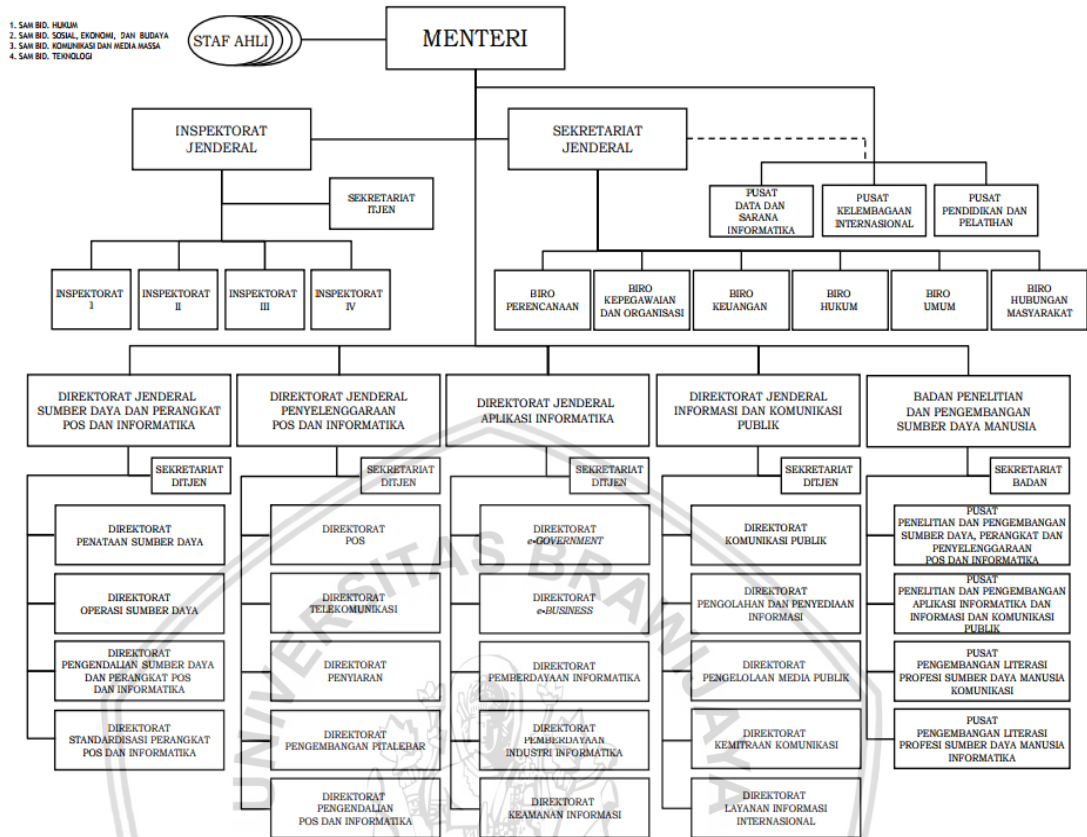 1. SAM BID. HUKUM
2. SAM BID. SOSIAL, EKONOMI, DAN BUDAYA
3. SAM BID. KOMUNIKASI DAN MEDIA MASSA
4. SAM BID. TEKNOLOGI
STAF AHLI
MENTERI
INSPEKTORAT
JENDERAL
SEKRETARIAT
JENDERAL
SEKRETARIAT
ITJEN
PUSAT
DATA DAN
SARANA
INFORMATIKA
PUSAT
KELEMBAGAAN
INTERNASIONAL
PUSAT
PENDIDIKAN DAN
PELATIHAN
INSPEKTORAT
I
INSPEKTORAT
II
INSPEKTORAT
III
INSPEKTORAT
IV
BIRO
PERENCANAAN
BIRO
KEPEGAWAIAN
DAN ORGANISASI
BIRO
KEUANGAN
BIRO
HUKUM
BIRO
UMUM
BIRO
HUBUNGAN
MASYARAKAT
DIREKTORAT JENDERAL
SUMBER DAYA DAN PERANGKAT
POS DAN INFORMATIKA
DIREKTORAT JENDERAL
PENYELENGGARAAN
POS DAN INFORMATIKA
DIREKTORAT JENDERAL
APLIKASI INFORMATIKA
DIREKTORAT JENDERAL
INFORMASI DAN KOMUNIKASI
PUBLIK
BADAN PENELITIAN
DAN PENGEMBANGAN
SUMBER DAYA MANUSIA
SEKRETARIAT
DITJEN
SEKRETARIAT
DITJEN
SEKRETARIAT
DITJEN
SEKRETARIAT
DITJEN
SEKRETARIAT
BADAN
DIREKTORAT
PENATAAN SUMBER DAYA
DIREKTORAT
POS
DIREKTORAT
e-GOVERNMENT
DIREKTORAT
KOMUNIKASI PUBLIK
PUSAT
PENELITIAN DAN PENGEMBANGAN
SUMBER DAYA, PERANGKAT DAN
PENYELENGGARAAN
POS DAN INFORMATIKA
DIREKTORAT
OPERASI SUMBER DAYA
DIREKTORAT
TELEKOMUNIKASI
DIREKTORAT
e-BUSINESS
DIREKTORAT
PENGOLAHAN DAN PENYEDIAAN
INFORMASI
PUSAT
PENELITIAN DAN PENGEMBANGAN
APLIKASI INFORMATIKA DAN
INFORMASI DAN KOMUNIKASI
PUBLIK
DIREKTORAT
PENGENDALIAN SUMBER DAYA
DAN PERANGKAT POS
DAN INFORMATIKA
DIREKTORAT
PENYIARAN
DIREKTORAT
PEMBERDAYAAN INFORMATIKA
DIREKTORAT
PENGELOLAAN MEDIA PUBLIK
PUSAT
PENGEMBANGAN LITERASI
PROFESI SUMBER DAYA MANUSIA
KOMUNIKASI
DIREKTORAT
STANDARDISASI PERANGKAT
POS DAN INFORMATIKA
DIREKTORAT
PENGEMBANGAN PITALEBAR
DIREKTORAT
PEMBERDAYAAN
INDUSTRI INFORMATIKA
DIREKTORAT
KEMITRAAN KOMUNIKASI
PUSAT
PENGEMBANGAN LITERASI
PROFESI SUMBER DAYA MANUSIA
INFORMATIKA
DIREKTORAT
PENGENDALIAN
POS DAN INFORMATIKA
DIREKTORAT
KEAMANAN INFORMASI
DIREKTORAT
LAYANAN INFORMASI
INTERNASIONAL
UNIVERSITAS BRAWIJAYA